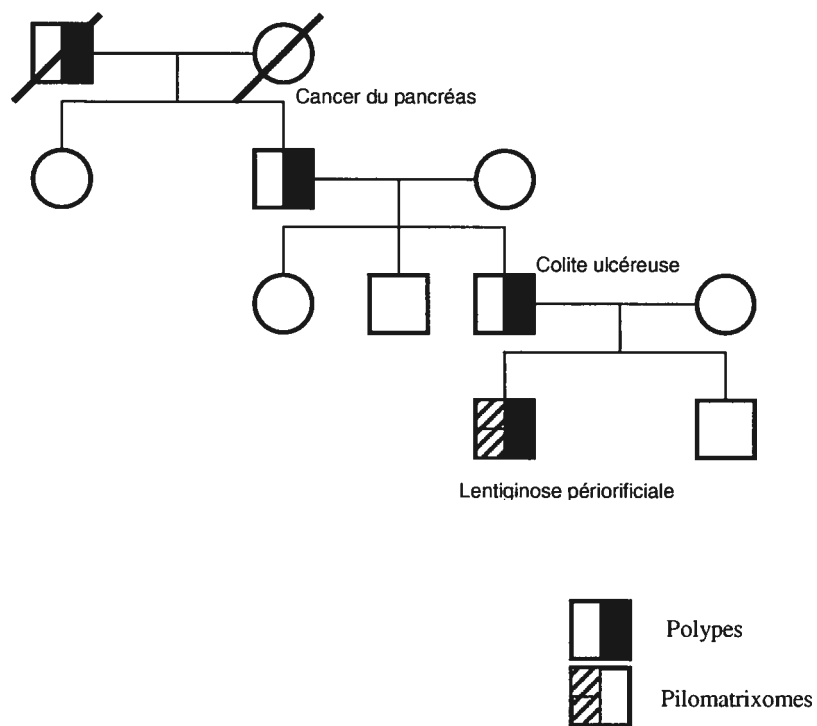 Cancer du pancréas
Colite ulcéreuse
Lentiginose périorificiale
Polypes
Pilomatrixomes